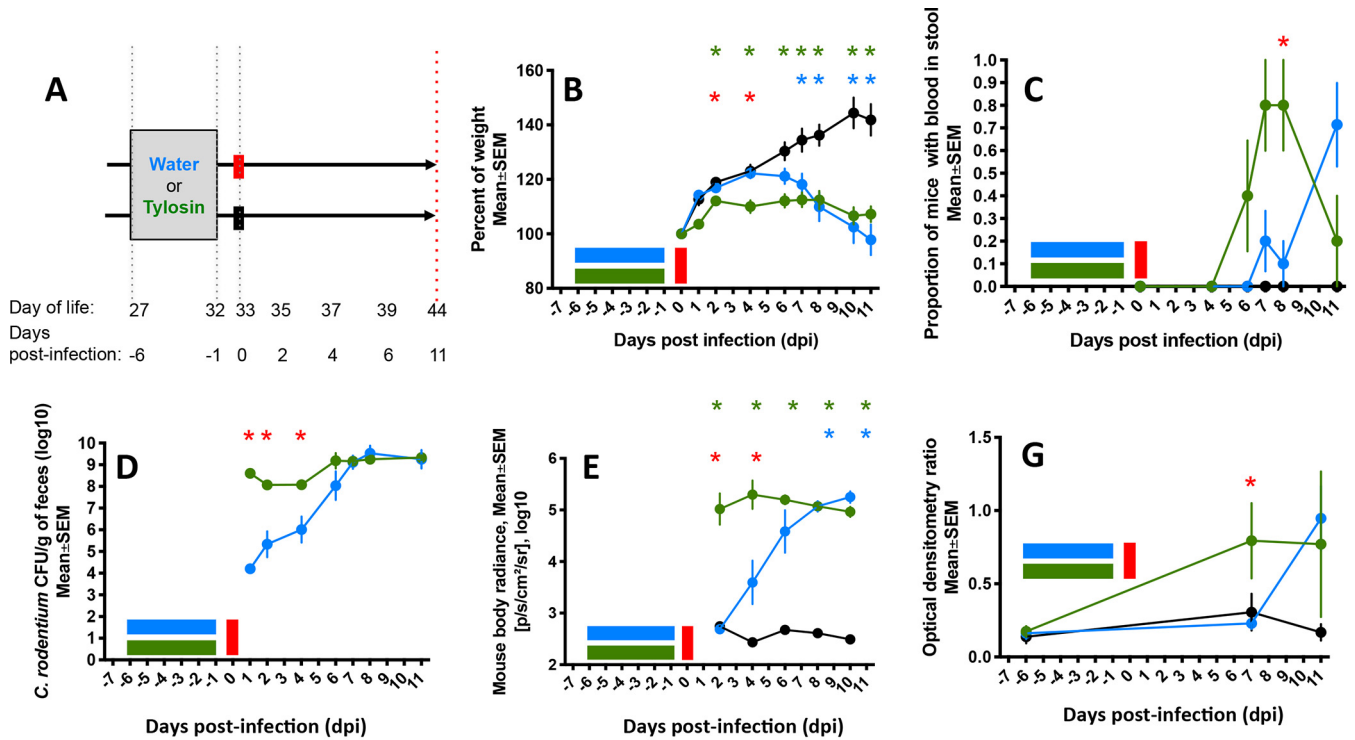 A
Water
or
Tylosin
Day of life: 27 32 33 35 37 39 44
Days
post-infection: -6 -1 0 2 4 6 11
B
* * * * * *
* * * *
* *
Percent of weight
Mean±SEM
160
140
120
100
80
-7 -6 -5 -4 -3 -2 -1 0 1 2 3 4 5 6 7 8 9 10 11
Days post infection (dpi)
C
*
Proportion of mice with blood in stool
Mean±SEM
1.0
0.9
0.8
0.7
0.6
0.5
0.4
0.3
0.2
0.1
0.0
-7 -6 -5 -4 -3 -2 -1 0 1 2 3 4 5 6 7 8 9 10 11
Days post infection (dpi)
D
* * *
C. rodentium CFU/g of feces (log10)
Mean±SEM
10
9
8
7
6
5
4
3
2
1
0
-7 -6 -5 -4 -3 -2 -1 0 1 2 3 4 5 6 7 8 9 10 11
Days post-infection (dpi)
E
* * * * *
* *
* *
Mouse body radiance, Mean±SEM
[p/s/cm²/sr], log10
6
5
4
3
2
-7 -6 -5 -4 -3 -2 -1 0 1 2 3 4 5 6 7 8 9 10 11
Days post-infection (dpi)
G
*
Optical densitometry ratio
Mean±SEM
1.5
1.0
0.5
0.0
-7 -6 -5 -4 -3 -2 -1 0 1 2 3 4 5 6 7 8 9 10 11
Days post-infection (dpi)